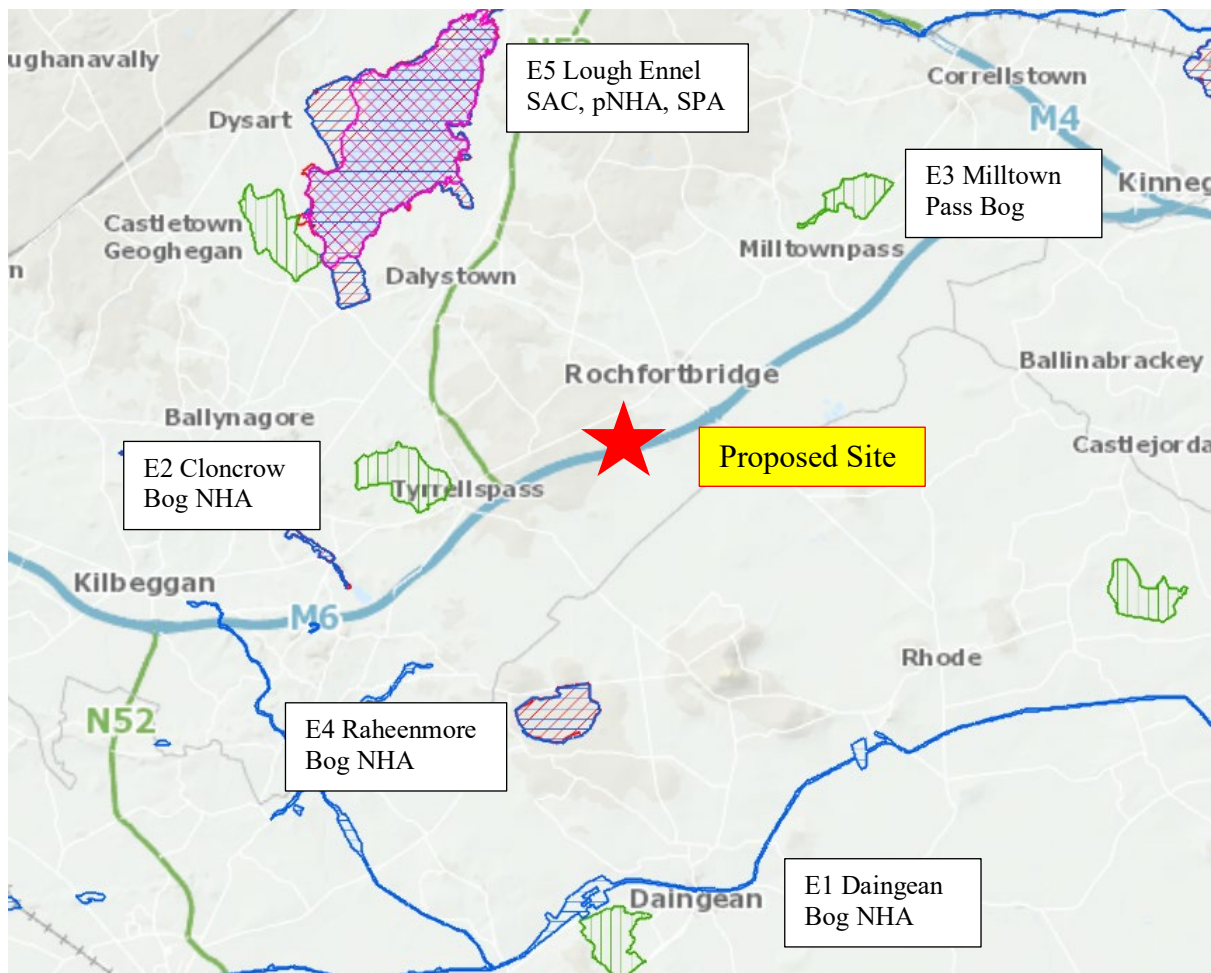 ughanavally
N52
E5 Lough Ennel
SAC, pNHA, SPA
Correllstown
M4
Dysart
E3 Milltown
Pass Bog
Kinneg
Castletown
Geoghegan
Milltownpass
Dalystown
Rochfortbridge
Ballinabrackey
Ballynagore
Proposed Site
Castlejorda
E2 Cloncrow
Bog NHA
Tyrrellspass
Kilbeggan
M6
Rhode
N52
E4 Raheenmore
Bog NHA
E1 Daingean
Bog NHA
Daingean
n